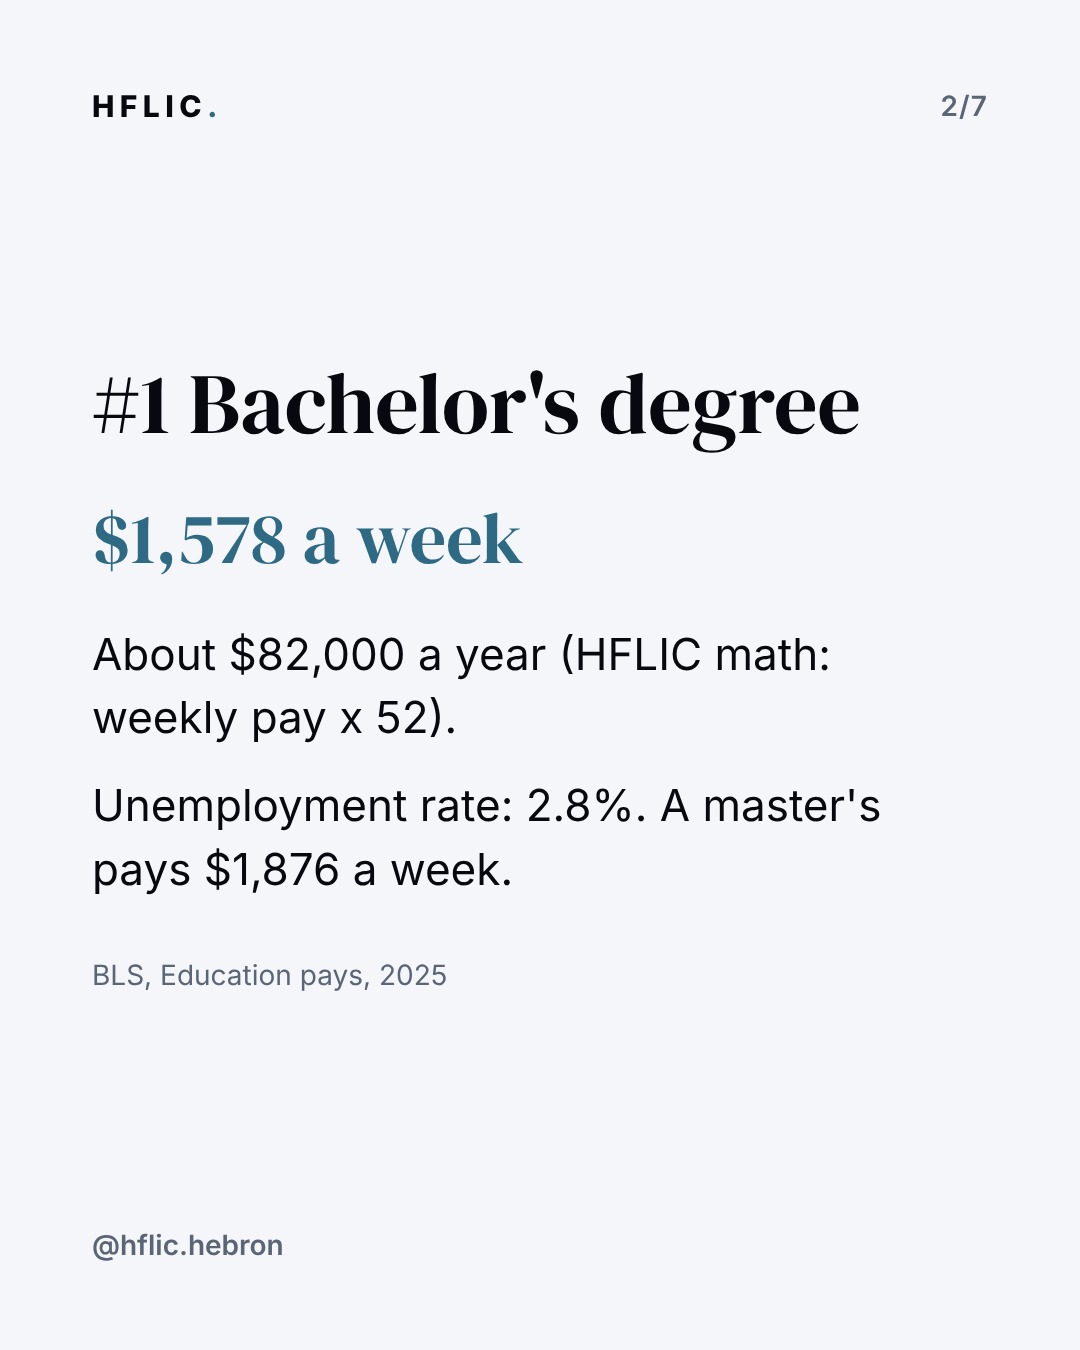 HFLIC.
2/7
#1 Bachelor's degree
$1,578 a week
About $82,000 a year (HFLIC math:
weekly pay x 52).
Unemployment rate: 2.8%. A master's
pays $1,876 a week.
BLS, Education pays, 2025
@hflic.hebron